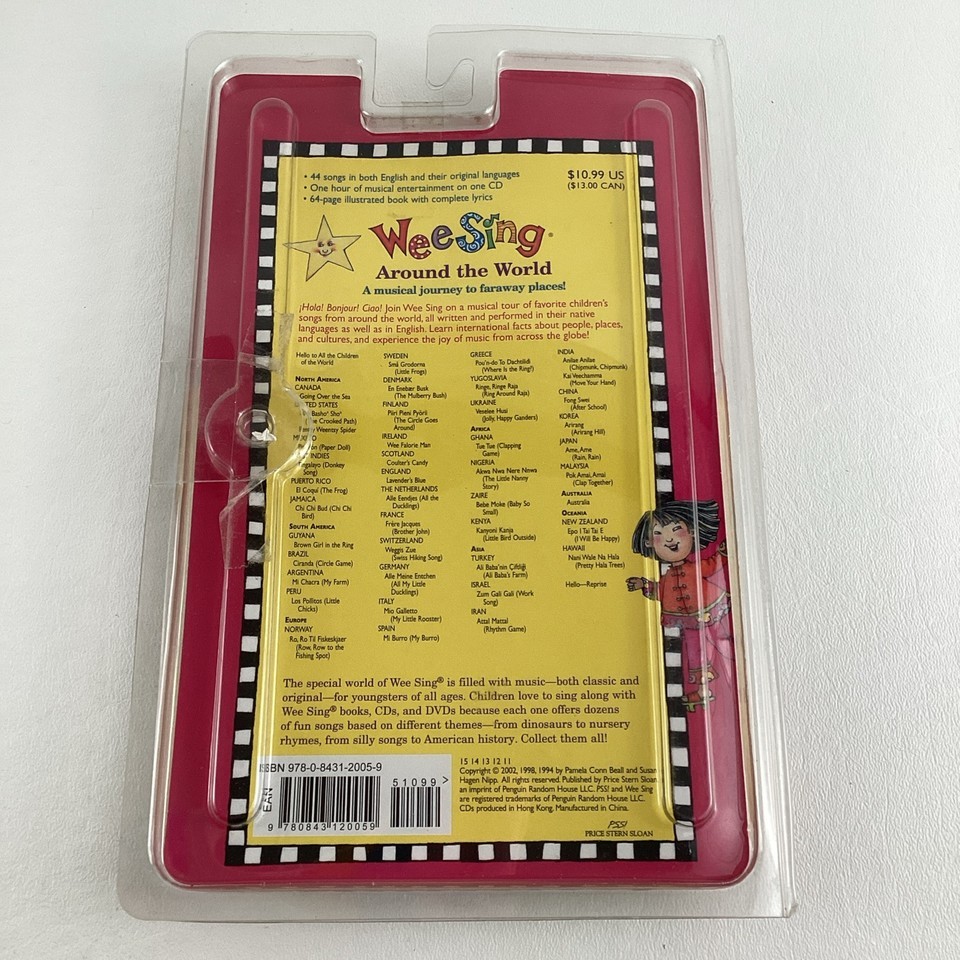 • 44 songs in both English and their original languages
• One hour of musical entertainment on one CD
• 64-page illustrated book with complete lyrics
$10.99 US
($13.00 CAN)
Wee Sing®
Around the World
A musical journey to faraway places!
¡Hola! Bonjour! Ciao! Join Wee Sing on a musical tour of favorite children's
songs from around the world, all written and performed in their native
languages as well as in English. Learn international facts about people, places,
and cultures, and experience the joy of music from across the globe!
Hello to All the Children
of the World
NORTH AMERICA
CANADA
Going Over the Sea
UNITED STATES
Basho' Sho'
Crooked Path)
Weentsy Spider
(Paper Doll)
INDIES
(Donkey
Song)
PUERTO RICO
El Coquí (The Frog)
JAMAICA
Chi Chi Bud (Chi Chi
Bird)
SOUTH AMERICA
GUYANA
Brown Girl in the Ring
BRAZIL
Ciranda (Circle Game)
ARGENTINA
Mi Chacra (My Farm)
PERU
Los Pollitos (Little
Chicks)
EUROPE
NORWAY
Ro, Ro Til Fiskeskjaer
(Row, Row to the
Fishing Spot)
SWEDEN
Små Grodorna
(Little Frogs)
DENMARK
En Enebær Busk
(The Mulberry Bush)
FINLAND
Piiri Pieni Pyörii
(The Circle Goes
Around)
IRELAND
Wee Falorie Man
SCOTLAND
Coulter's Candy
ENGLAND
Lavender's Blue
THE NETHERLANDS
Alle Eendjes (All the
Ducklings)
FRANCE
Frère Jacques
(Brother John)
SWITZERLAND
Weggis Zue
(Swiss Hiking Song)
GERMANY
Alle Meine Entchen
(All My Little
Ducklings)
ITALY
Mio Galletto
(My Little Rooster)
SPAIN
Mi Burro (My Burro)
GREECE
Pou'n-do To Dachtilidi
(Where Is the Ring?)
YUGOSLAVIA
Ringe, Ringe Raja
(Ring Around Raja)
UKRAINE
Veselee Husi
(Jolly, Happy Ganders)
AFRICA
GHANA
Tue Tue (Clapping
Game)
NIGERIA
Akwa Nwa Nere Nnwa
(The Little Nanny
Story)
ZAIRE
Bebe Moke (Baby So
Small)
KENYA
Kanyoni Kanja
(Little Bird Outside)
ASIA
TURKEY
Ali Baba'nin Çiftliği
(Ali Baba's Farm)
ISRAEL
Zum Gali Gali (Work
Song)
IRAN
Attal Mattal
(Rhythm Game)
INDIA
Anilae Anilae
(Chipmunk, Chipmunk)
Kai Veechamma
(Move Your Hand)
CHINA
Fong Swei
(After School)
KOREA
Arirang
(Arirang Hill)
JAPAN
Ame, Ame
(Rain, Rain)
MALAYSIA
Pok Amai, Amai
(Clap Together)
AUSTRALIA
Australia
OCEANIA
NEW ZEALAND
Epo i Tai Tai E
(I Will Be Happy)
HAWAII
Nani Wale Na Hala
(Pretty Hala Trees)
Hello—Reprise
The special world of Wee Sing® is filled with music—both classic and
original—for youngsters of all ages. Children love to sing along with
Wee Sing® books, CDs, and DVDs because each one offers dozens
of fun songs based on different themes—from dinosaurs to nursery
rhymes, from silly songs to American history. Collect them all!
ISBN 978-0-8431-2005-9
51099>
EAN
9 780843 120059
15 14 13 12 11
Copyright © 2002, 1998, 1994 by Pamela Conn Beall and Susan
Hagen Nipp. All rights reserved. Published by Price Stern Sloan,
an imprint of Penguin Random House LLC. PSS! and Wee Sing
are registered trademarks of Penguin Random House LLC.
CDs produced in Hong Kong. Manufactured in China.
PSS!
PRICE STERN SLOAN